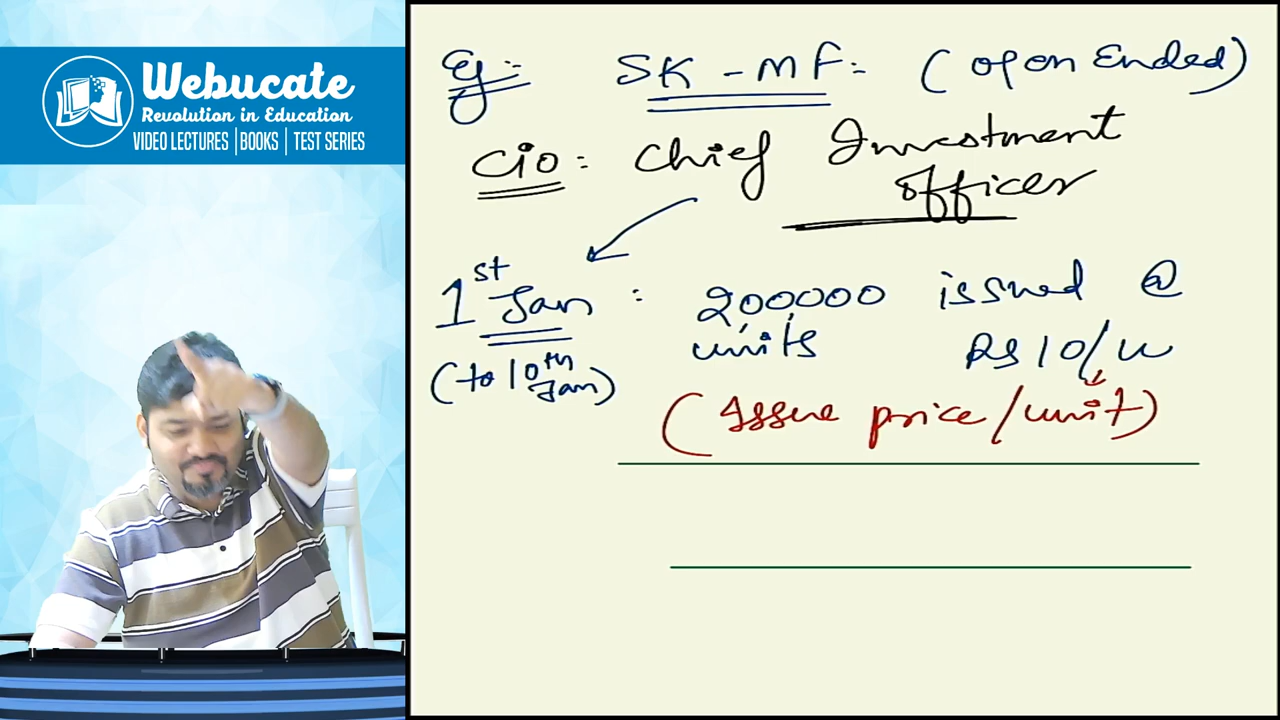 Webucate
Revolution in Education
VIDEO LECTURES | BOOKS | TEST SERIES
Eg:- SK - MF:- (Open Ended)
CIO: Chief Investment
Officer
1st Jan : 200000 issued @
(to 10th Jan) units Rs 10/u
(Issue price/unit)